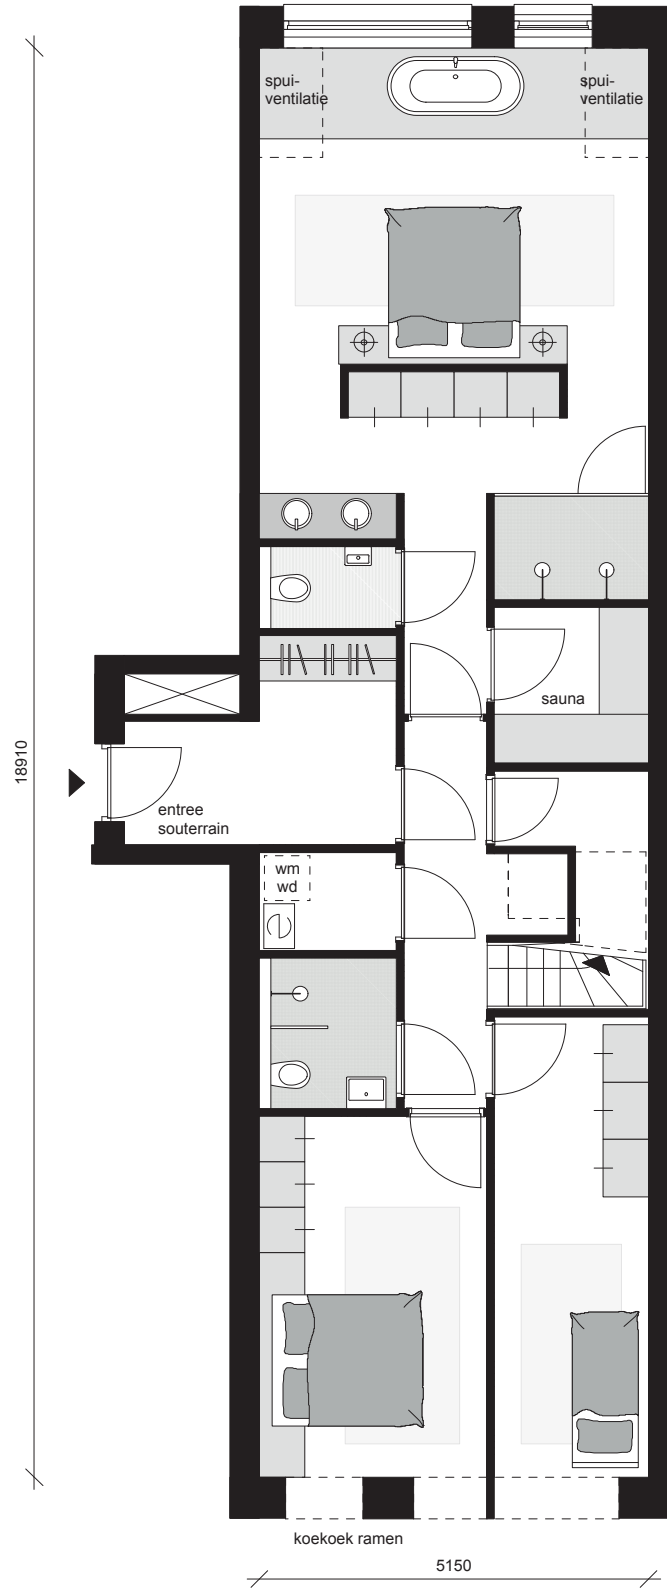 spui-
ventilatie
spui-
ventilatie
sauna
18910
entree
souterrain
wm
wd
koekoek ramen
5150